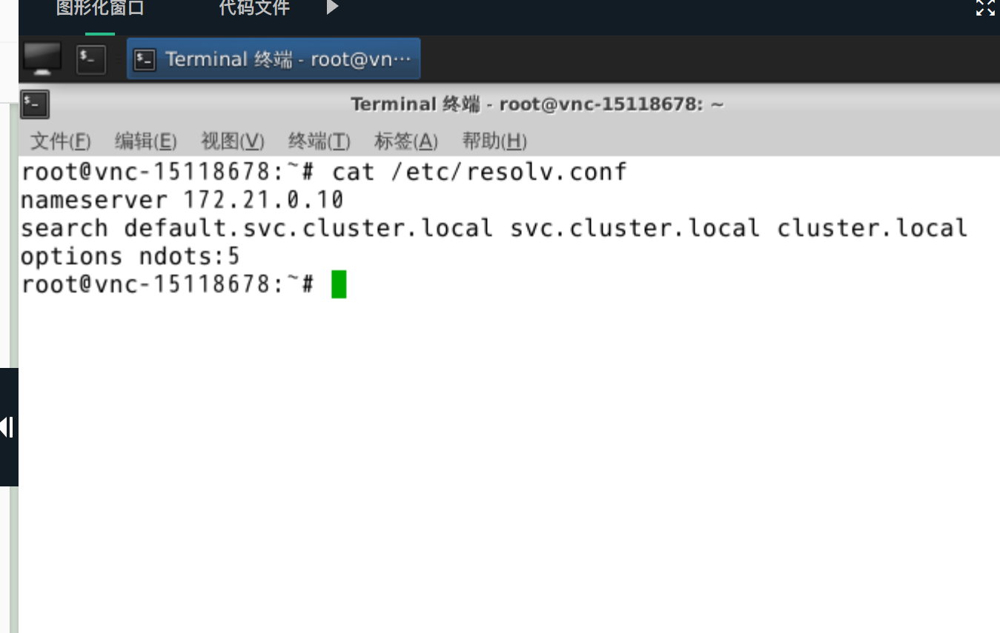 图形化窗口 代码文件
Terminal 终端 - root@vn···
Terminal 终端 - root@vnc-15118678: ~
文件(F) 编辑(E) 视图(V) 终端(T) 标签(A) 帮助(H)
root@vnc-15118678:~# cat /etc/resolv.conf
nameserver 172.21.0.10
search default.svc.cluster.local svc.cluster.local cluster.local
options ndots:5
root@vnc-15118678:~#